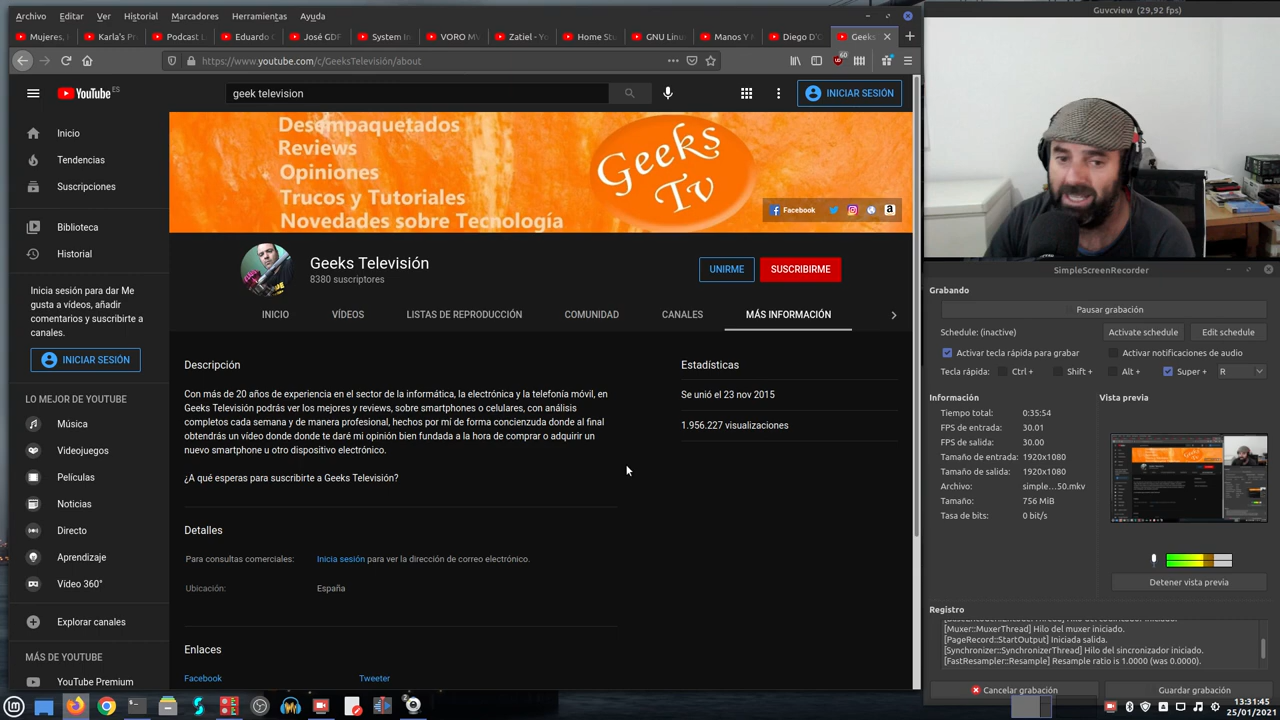 Archivo Editar Ver Historial Marcadores Herramientas Ayuda
Mujeres, Karla's Pr Podcast L Eduardo C José GDF System In VORO MV Zatiel - Yo Home Stu GNU Linu Manos Y M Diego D'O Geeks
https://www.youtube.com/c/GeeksTelevisión/about
60
YouTube ES
geek television
INICIAR SESIÓN
Inicio
Tendencias
Suscripciones
Biblioteca
Historial
Inicia sesión para dar Me
gusta a vídeos, añadir
comentarios y suscribirte a
canales.
INICIAR SESIÓN
LO MEJOR DE YOUTUBE
Música
Videojuegos
Películas
Noticias
Directo
Aprendizaje
Vídeo 360°
Explorar canales
MÁS DE YOUTUBE
YouTube Premium
Desempaquetados
Reviews
Opiniones
Trucos y Tutoriales
Novedades sobre Tecnología
Geeks
Tv
Facebook
Geeks Televisión
8380 suscriptores
UNIRME
SUSCRIBIRME
INICIO VÍDEOS LISTAS DE REPRODUCCIÓN COMUNIDAD CANALES MÁS INFORMACIÓN
Descripción
Con más de 20 años de experiencia en el sector de la informática, la electrónica y la telefonía móvil, en
Geeks Televisión podrás ver los mejores y reviews, sobre smartphones o celulares, con análisis
completos cada semana y de manera profesional, hechos por mí de forma concienzuda donde al final
obtendrás un vídeo donde donde te daré mi opinión bien fundada a la hora de comprar o adquirir un
nuevo smartphone u otro dispositivo electrónico.
¿A qué esperas para suscribirte a Geeks Televisión?
Estadísticas
Se unió el 23 nov 2015
1.956.227 visualizaciones
Detalles
Para consultas comerciales: Inicia sesión para ver la dirección de correo electrónico.
Ubicación: España
Enlaces
Facebook Tweeter
Guvcview (29,92 fps)
SimpleScreenRecorder
Grabando
Pausar grabación
Schedule: (inactive) Activate schedule Edit schedule
Activar tecla rápida para grabar Activar notificaciones de audio
Tecla rápida: Ctrl + Shift + Alt + Super + R
Información
Tiempo total: 0:35:54
FPS de entrada: 30.01
FPS de salida: 30.00
Tamaño de entrada: 1920x1080
Tamaño de salida: 1920x1080
Archivo: simple…50.mkv
Tamaño: 756 MiB
Tasa de bits: 0 bit/s
Vista previa
Detener vista previa
Registro
[Muxer::MuxerThread] Hilo del muxer iniciado.
[PageRecord::StartOutput] Iniciada salida.
[Synchronizer::SynchronizerThread] Hilo del sincronizador iniciado.
[FastResampler::Resample] Resample ratio is 1.0000 (was 0.0000).
Cancelar grabación Guardar grabación
13:31:45
25/01/2021